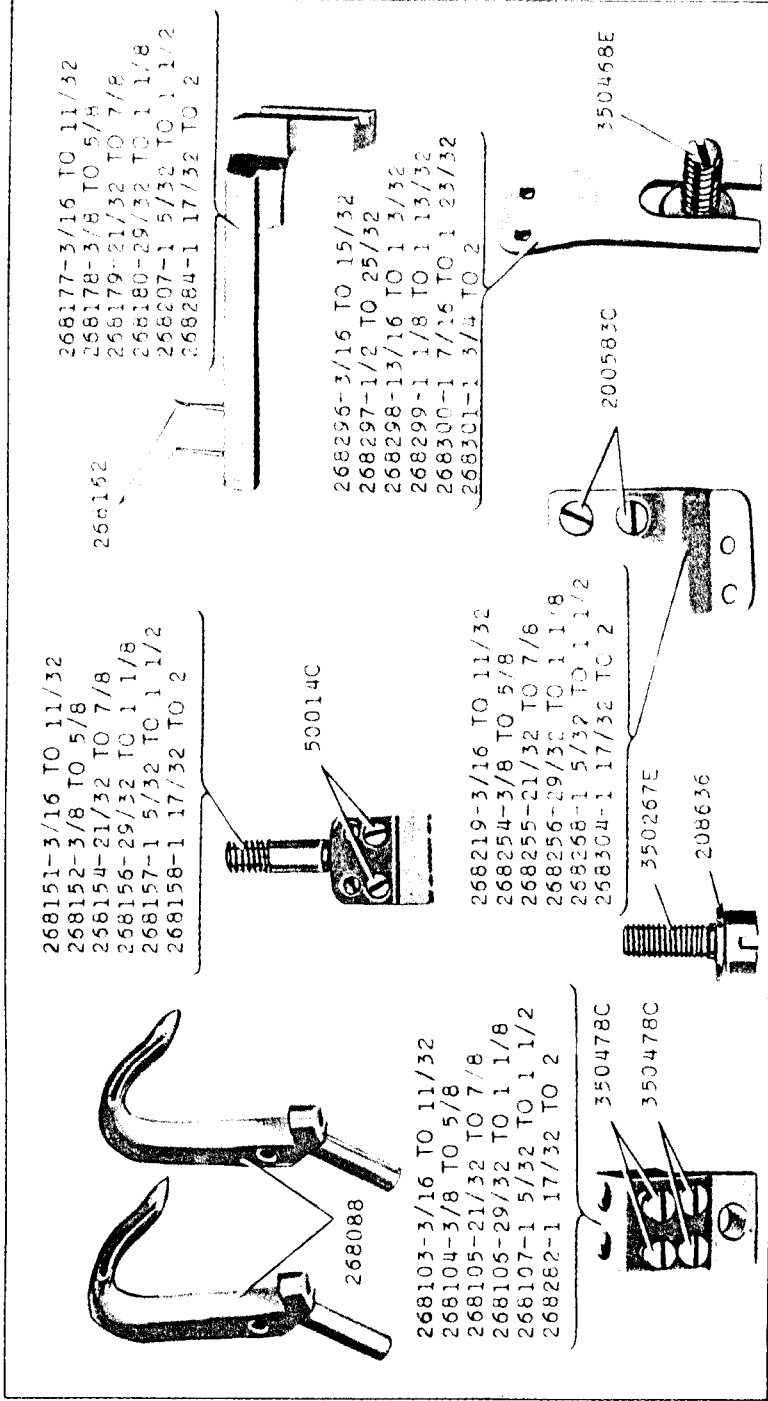 268151-3/16 TO 11/32
268152-3/8 TO 5/8
268154-21/32 TO 7/8
268156-29/32 TO 1 1/8
268157-1 5/32 TO 1 1/2
268158-1 17/32 TO 2
268177-3/16 TO 11/32
268178-3/8 TO 5/8
268179-21/32 TO 7/8
268180-29/32 TO 1 1/8
268207-1 5/32 TO 1 1/2
268284-1 17/32 TO 2
268162
268088
50014C
268103-3/16 TO 11/32
268104-3/8 TO 5/8
268105-21/32 TO 7/8
268106-29/32 TO 1 1/8
268107-1 5/32 TO 1 1/2
268282-1 17/32 TO 2
268219-3/16 TO 11/32
268254-3/8 TO 5/8
268255-21/32 TO 7/8
268256-29/32 TO 1 1/8
268268-1 5/32 TO 1 1/2
268304-1 17/32 TO 2
268296-3/16 TO 15/32
268297-1/2 TO 25/32
268298-13/16 TO 1 3/32
268299-1 1/8 TO 1 13/32
268300-1 7/16 TO 1 23/32
268301-1 3/4 TO 2
350478C
350478C
350267E
208636
200583C
350468E